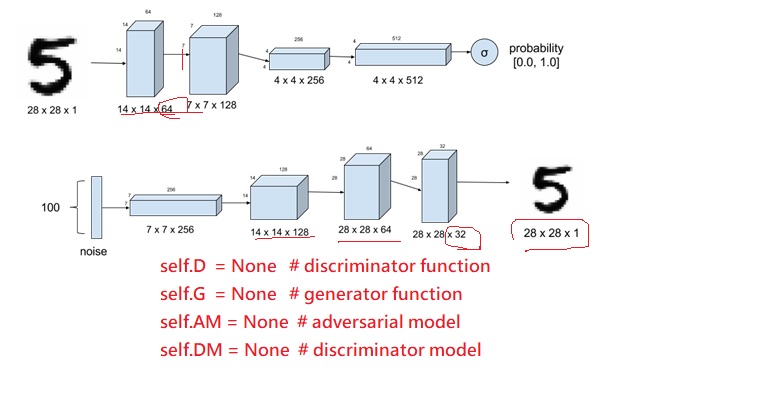 64
14
14
128
7
7
256
4
4
512
4
4
σ
probability
[0.0, 1.0]
28 x 28 x 1
14 x 14 x 64
7 x 7 x 128
4 x 4 x 256
4 x 4 x 512
100
noise
256
7
7
128
14
14
64
28
28
32
28
28
5
5
7 x 7 x 256
14 x 14 x 128
28 x 28 x 64
28 x 28 x 32
28 x 28 x 1
self.D = None # discriminator function
self.G = None # generator function
self.AM = None # adversarial model
self.DM = None # discriminator model